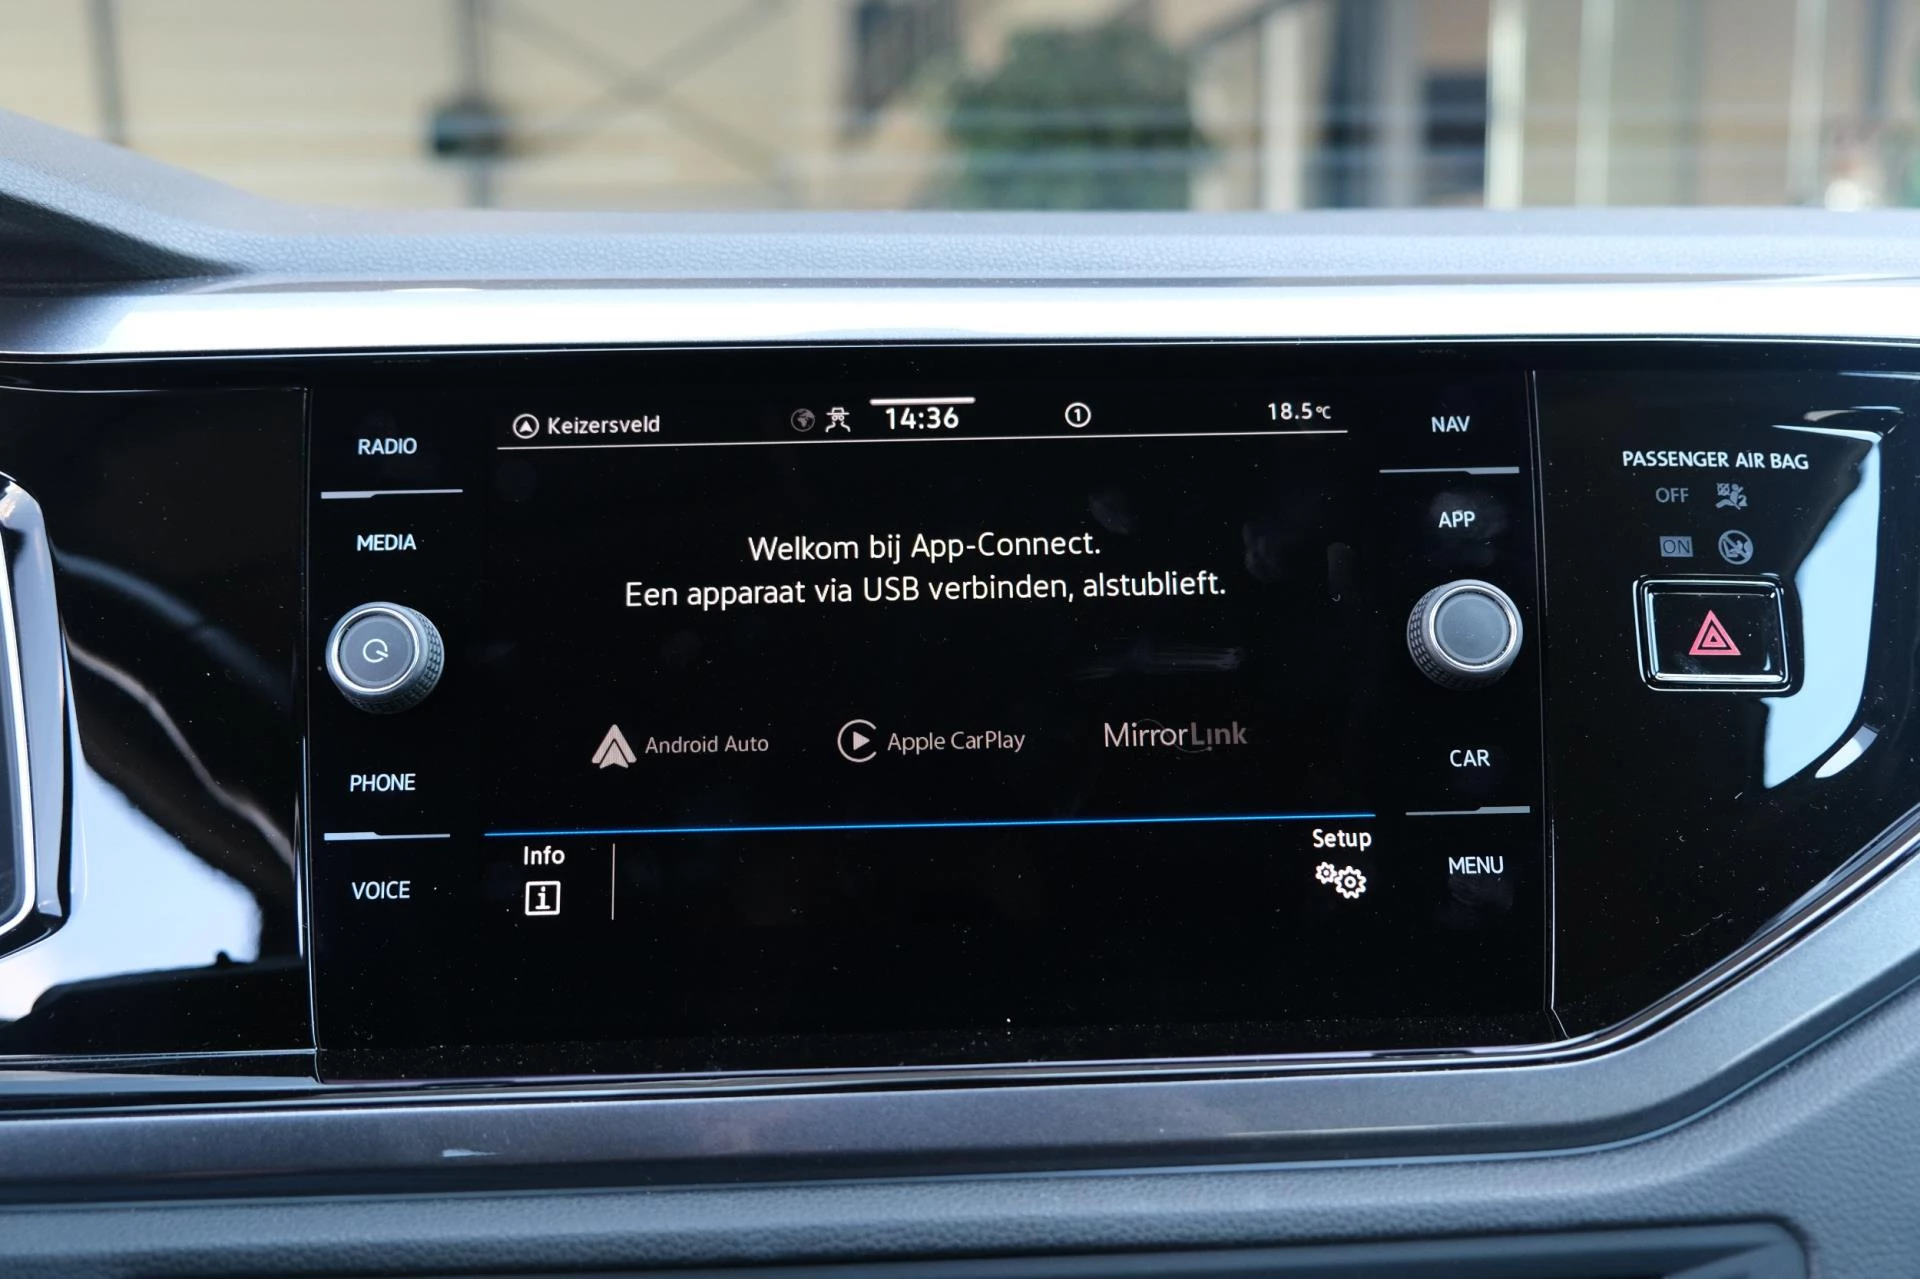 Keizersveld 14:36 1 18.5°C
RADIO
MEDIA
PHONE
VOICE
Welkom bij App-Connect.
Een apparaat via USB verbinden, alstublieft.
Android Auto Apple CarPlay MirrorLink
Info
Setup
NAV
APP
CAR
MENU
PASSENGER AIR BAG
OFF
ON